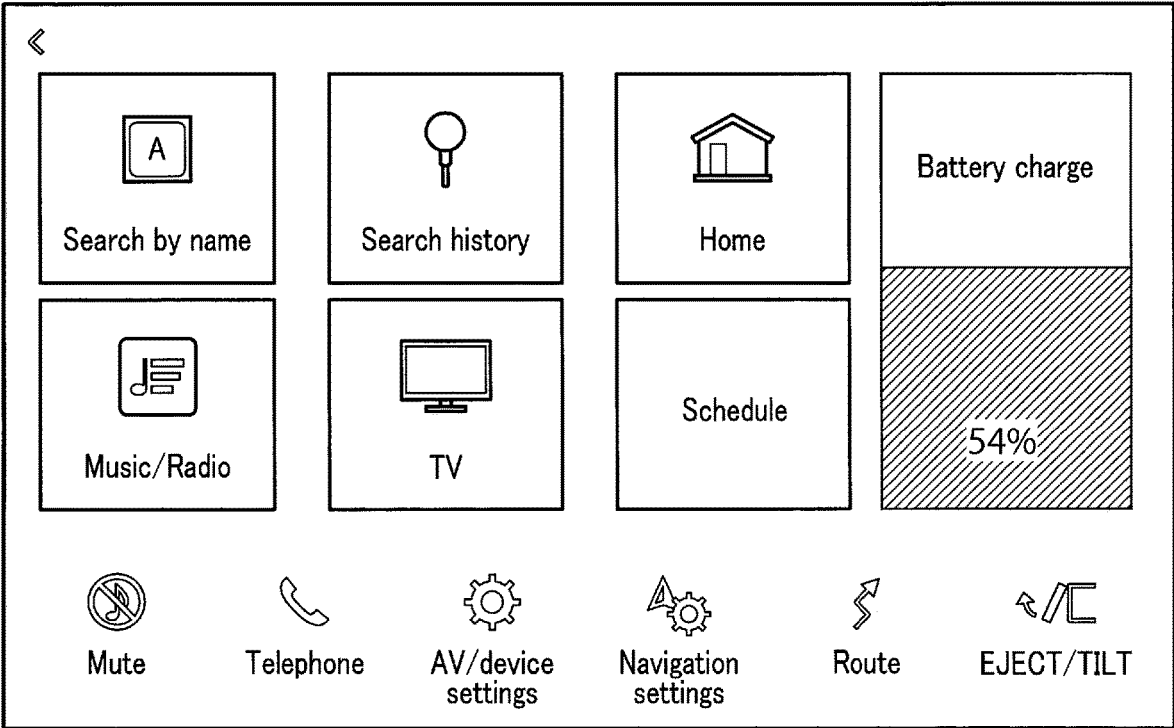 A
Search by name
Search history
Home
Battery charge
Music/Radio
TV
Schedule
54%
Mute
Telephone
AV/device
settings
Navigation
settings
Route
EJECT/TILT